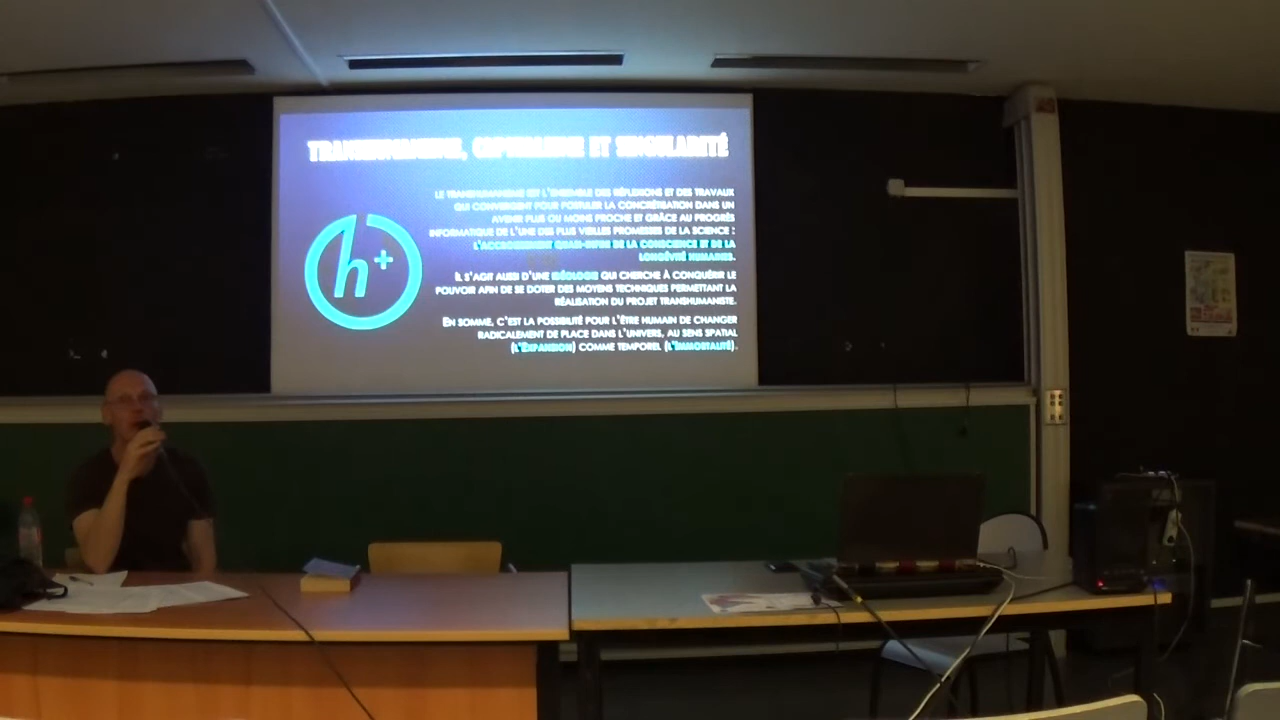 TRANSHUMANISME, CAPITALISME ET SINGULARITÉ
LE TRANSHUMANISME EST L'ENSEMBLE DES RÉFLEXIONS ET DES TRAVAUX
QUI CONVERGENT POUR POSTULER LA CONCRÉTISATION DANS UN
AVENIR PLUS OU MOINS PROCHE ET GRÂCE AU PROGRÈS
INFORMATIQUE DE L'UNE DES PLUS VIEILLES PROMESSES DE LA SCIENCE :
L'ACCROISSEMENT QUASI-INFINI DE LA CONSCIENCE ET DE LA
LONGÉVITÉ HUMAINES.
h+
IL S'AGIT AUSSI D'UNE IDÉOLOGIE QUI CHERCHE À CONQUÉRIR LE
POUVOIR AFIN DE SE DOTER DES MOYENS TECHNIQUES PERMETTANT LA
RÉALISATION DU PROJET TRANSHUMANISTE.
EN SOMME, C'EST LA POSSIBILITÉ POUR L'ÊTRE HUMAIN DE CHANGER
RADICALEMENT DE PLACE DANS L'UNIVERS, AU SENS SPATIAL
(L'EXPANSION) COMME TEMPOREL (L'IMMORTALITÉ).